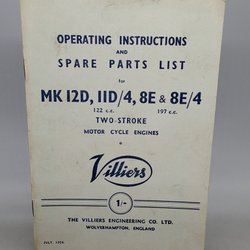 OPERATING INSTRUCTIONS
AND
SPARE PARTS LIST
for
MK 12D, 11D/4, 8E & 8E/4
122 c.c. 197 c.c.
TWO-STROKE
MOTOR CYCLE ENGINES
Villiers
1/-
THE VILLIERS ENGINEERING CO. LTD.
WOLVERHAMPTON, ENGLAND
JULY,